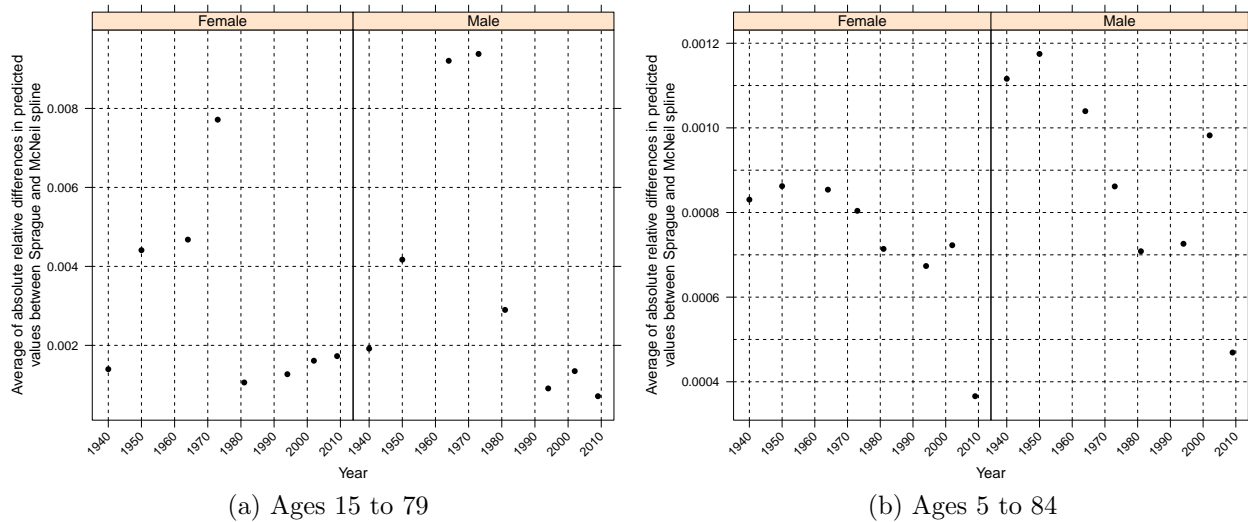 Female Male
Average of absolute relative differences in predicted
values between Sprague and McNeil spline
0.008
0.006
0.004
0.002
1940 1950 1960 1970 1980 1990 2000 2010 1940 1950 1960 1970 1980 1990 2000 2010
Year
(a) Ages 15 to 79
Female Male
Average of absolute relative differences in predicted
values between Sprague and McNeil spline
0.0012
0.0010
0.0008
0.0006
0.0004
1940 1950 1960 1970 1980 1990 2000 2010 1940 1950 1960 1970 1980 1990 2000 2010
Year
(b) Ages 5 to 84